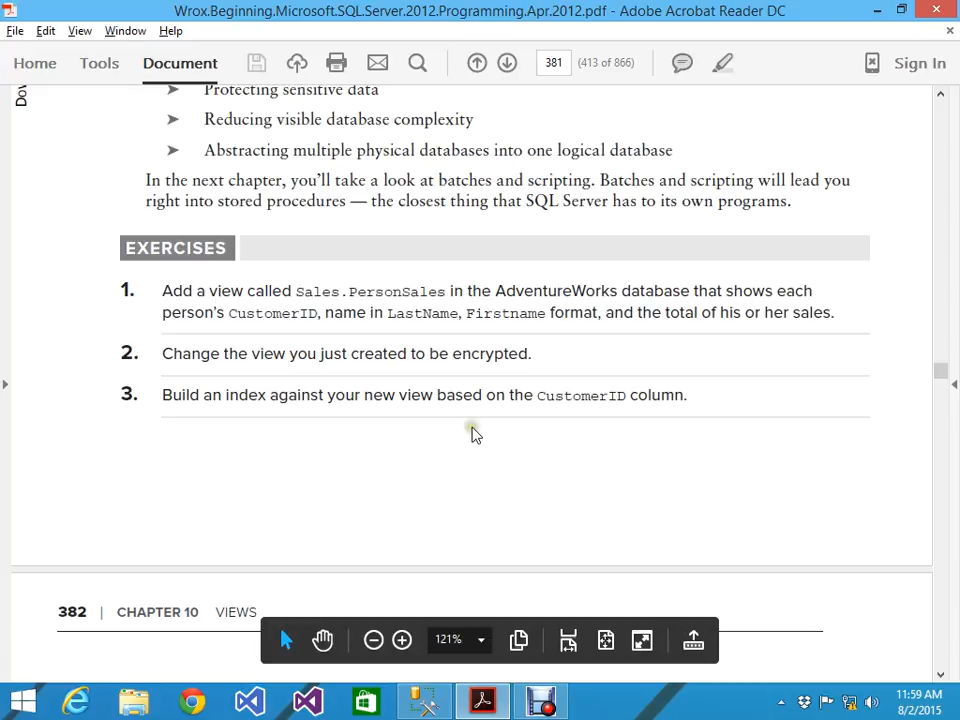 Wrox.Beginning.Microsoft.SQL.Server.2012.Programming.Apr.2012.pdf - Adobe Acrobat Reader DC
File Edit View Window Help
Home Tools Document 381 (413 of 866) Sign In
➤ Protecting sensitive data
➤ Reducing visible database complexity
➤ Abstracting multiple physical databases into one logical database
In the next chapter, you'll take a look at batches and scripting. Batches and scripting will lead you
right into stored procedures — the closest thing that SQL Server has to its own programs.
EXERCISES
1. Add a view called Sales.PersonSales in the AdventureWorks database that shows each
person's CustomerID, name in LastName, Firstname format, and the total of his or her sales.
2. Change the view you just created to be encrypted.
3. Build an index against your new view based on the CustomerID column.
382 | CHAPTER 10 VIEWS
121%
11:59 AM
8/2/2015